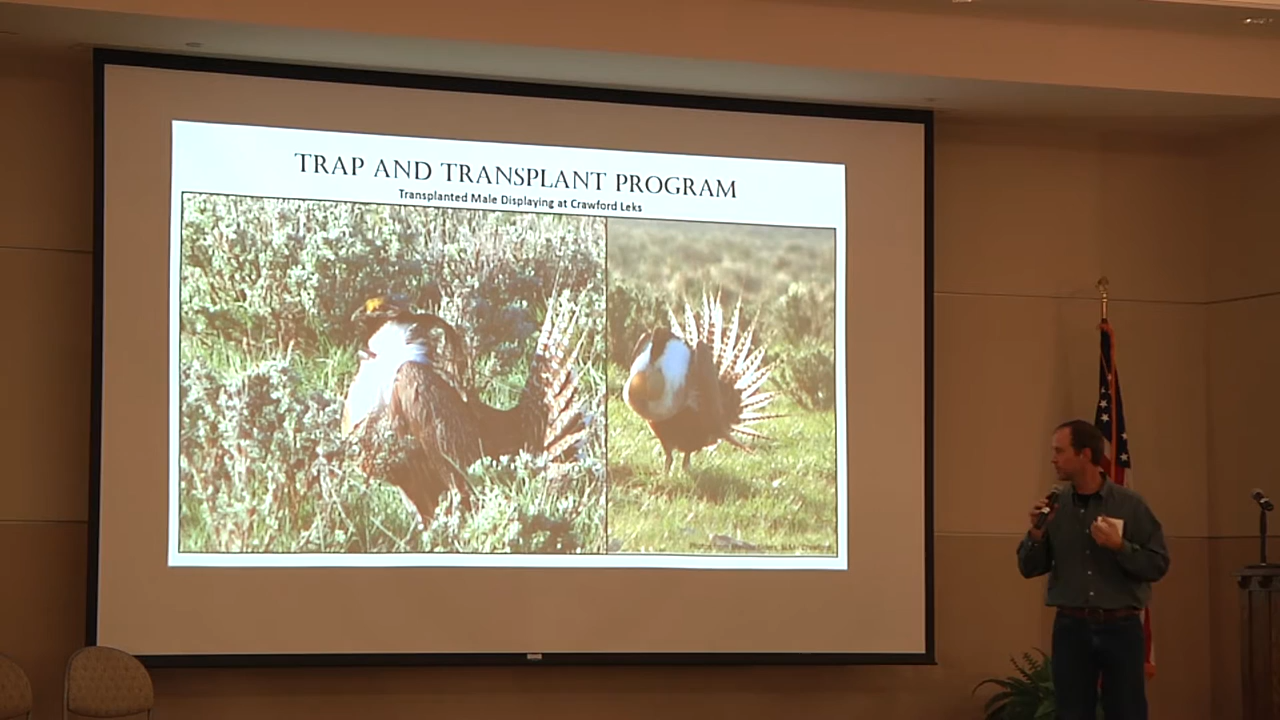 TRAP AND TRANSPLANT PROGRAM
Transplanted Male Displaying at Crawford Leks